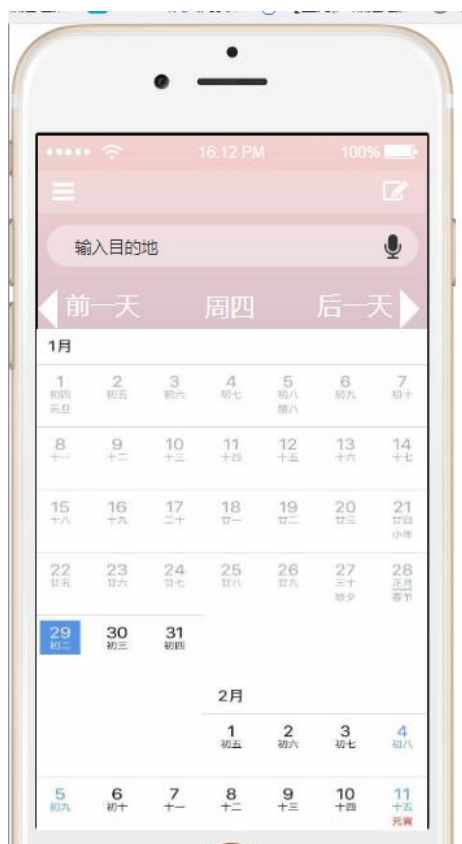 16:12 PM 100%
输入目的地
前一天 周四 后一天
1月
1 2 3 4 5 6 7
初四 初五 初六 初七 初八 初九 初十
元旦 腊八
8 9 10 11 12 13 14
十一 十二 十三 十四 十五 十六 十七
15 16 17 18 19 20 21
十八 十九 二十 廿一 廿二 廿三 廿四
小年
22 23 24 25 26 27 28
廿五 廿六 廿七 廿八 廿九 三十 正月
除夕 春节
29 30 31
初二 初三 初四
2月
1 2 3 4
初五 初六 初七 初八
5 6 7 8 9 10 11
初九 初十 十一 十二 十三 十四 十五
元宵